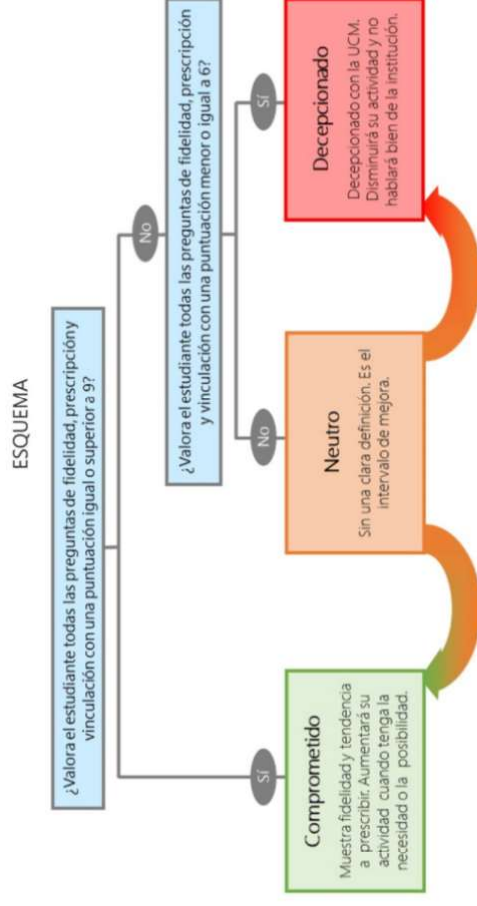 ESQUEMA
¿Valora el estudiante todas las preguntas de fidelidad, prescripcióny
vinculación con una puntuación igual o superior a 9?
No
¿Valora el estudiante todas las preguntas de fidelidad, prescripción
y vinculación con una puntuación menor o igual a 6?
Sí
No
Sí
Comprometido
Muestra fidelidad y tendencia
a prescribir. Aumentará su
actividad cuando tenga la
necesidad o la posibilidad.
Neutro
Sin una clara definición. Es el
intervalo de mejora.
Decepcionado
Decepcionado con la UCM.
Disminuirá su actividad y no
hablará bien de la institución.